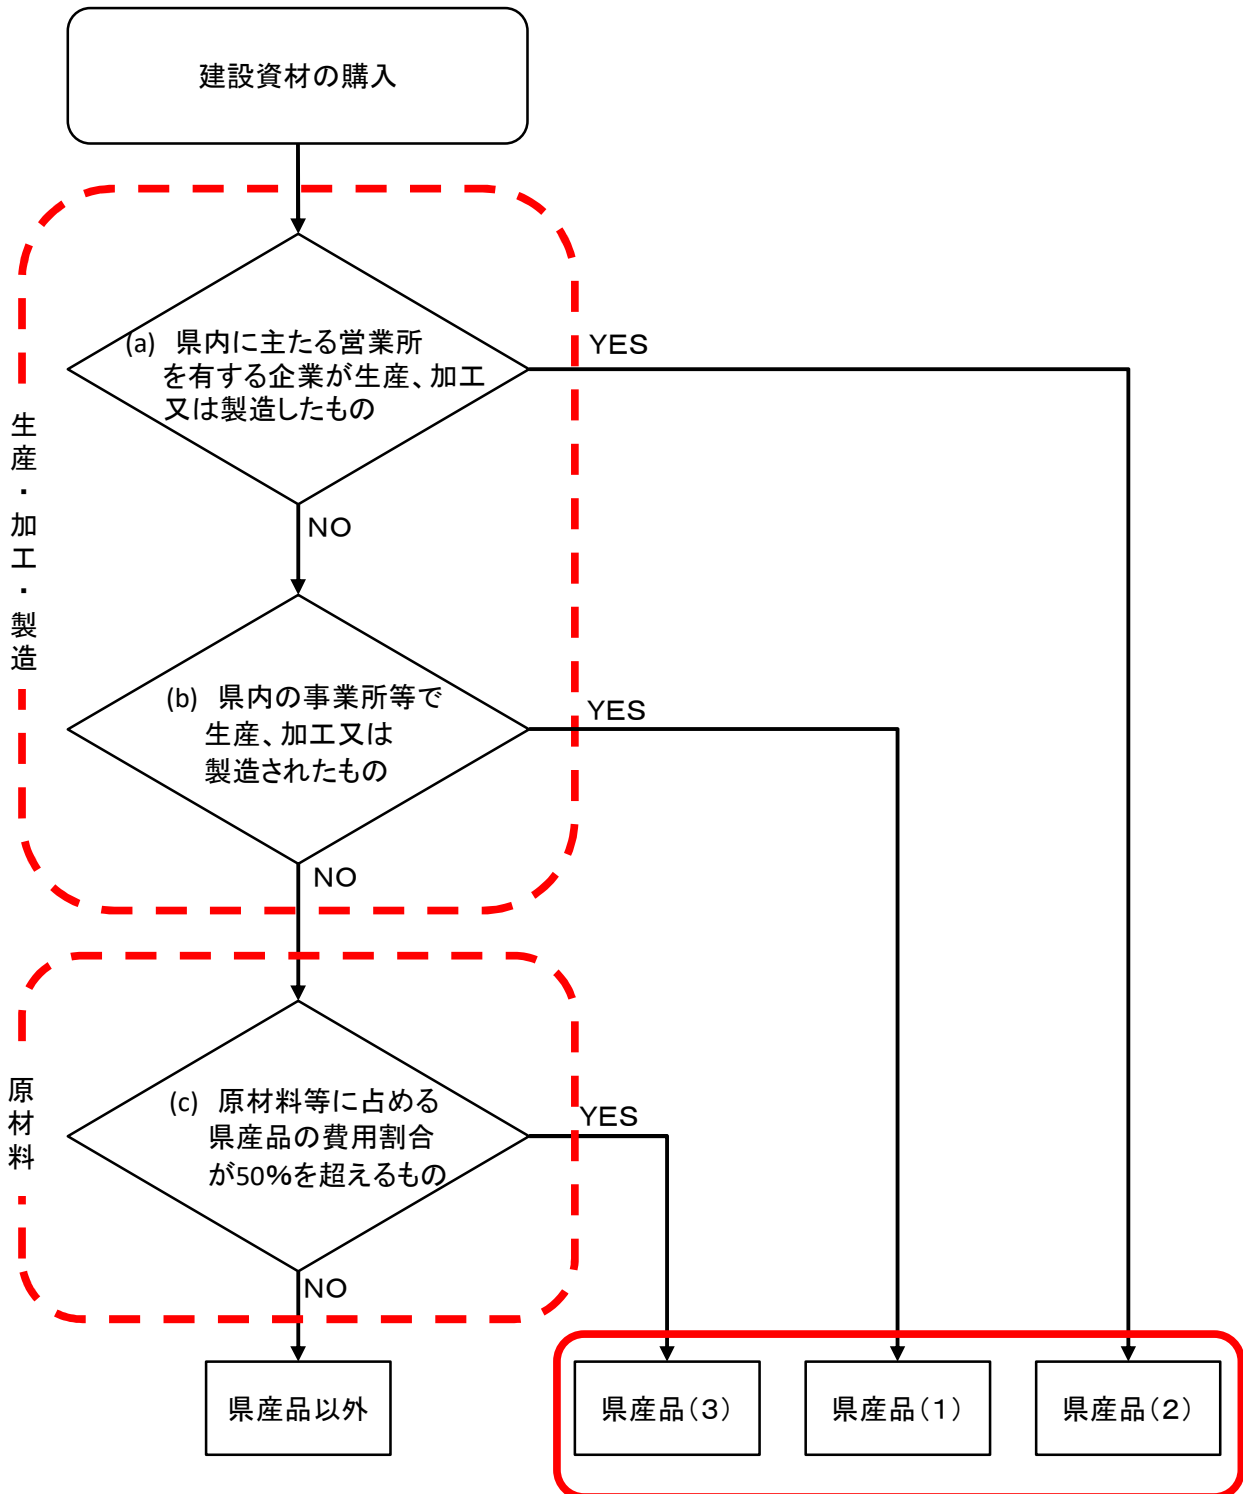 建設資材の購入
(a) 県内に主たる営業所
を有する企業が生産、加工
又は製造したもの
YES
NO
生産・加工・製造
(b) 県内の事業所等で
生産、加工又は
製造されたもの
YES
NO
原材料
(c) 原材料等に占める
県産品の費用割合
が50%を超えるもの
YES
NO
県産品以外
県産品(3)
県産品(1)
県産品(2)